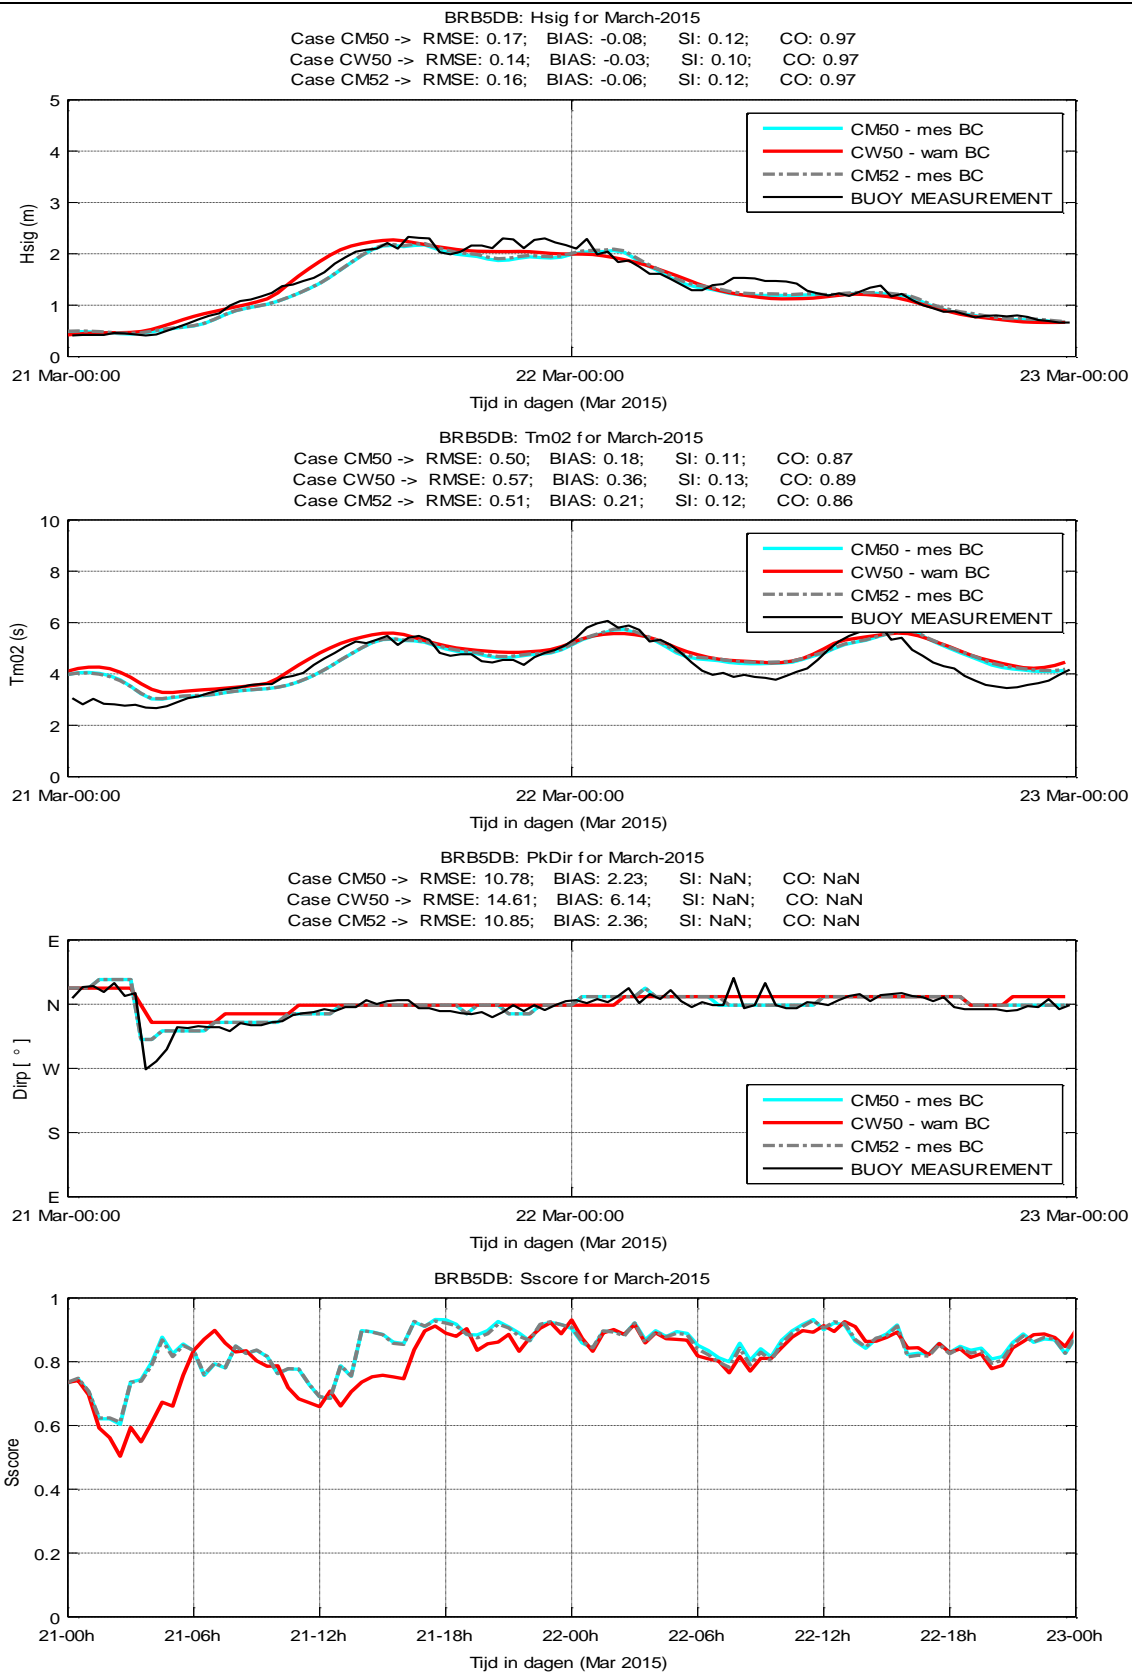 BRB5DB: Hsig for March-2015
Case CM50 -> RMSE: 0.17; BIAS: -0.08; SI: 0.12; CO: 0.97
Case CW50 -> RMSE: 0.14; BIAS: -0.03; SI: 0.10; CO: 0.97
Case CM52 -> RMSE: 0.16; BIAS: -0.06; SI: 0.12; CO: 0.97
5
4
3
2
1
0
Hsig (m)
CM50 - mes BC
CW50 - wam BC
CM52 - mes BC
BUOY MEASUREMENT
21 Mar-00:00 22 Mar-00:00 23 Mar-00:00
Tijd in dagen (Mar 2015)
BRB5DB: Tm02 for March-2015
Case CM50 -> RMSE: 0.50; BIAS: 0.18; SI: 0.11; CO: 0.87
Case CW50 -> RMSE: 0.57; BIAS: 0.36; SI: 0.13; CO: 0.89
Case CM52 -> RMSE: 0.51; BIAS: 0.21; SI: 0.12; CO: 0.86
10
8
6
4
2
0
Tm02 (s)
CM50 - mes BC
CW50 - wam BC
CM52 - mes BC
BUOY MEASUREMENT
21 Mar-00:00 22 Mar-00:00 23 Mar-00:00
Tijd in dagen (Mar 2015)
BRB5DB: PkDir for March-2015
Case CM50 -> RMSE: 10.78; BIAS: 2.23; SI: NaN; CO: NaN
Case CW50 -> RMSE: 14.61; BIAS: 6.14; SI: NaN; CO: NaN
Case CM52 -> RMSE: 10.85; BIAS: 2.36; SI: NaN; CO: NaN
E
N
W
S
E
Dirp [ ° ]
CM50 - mes BC
CW50 - wam BC
CM52 - mes BC
BUOY MEASUREMENT
21 Mar-00:00 22 Mar-00:00 23 Mar-00:00
Tijd in dagen (Mar 2015)
BRB5DB: Sscore for March-2015
1
0.8
0.6
0.4
0.2
0
Sscore
21-00h 21-06h 21-12h 21-18h 22-00h 22-06h 22-12h 22-18h 23-00h
Tijd in dagen (Mar 2015)